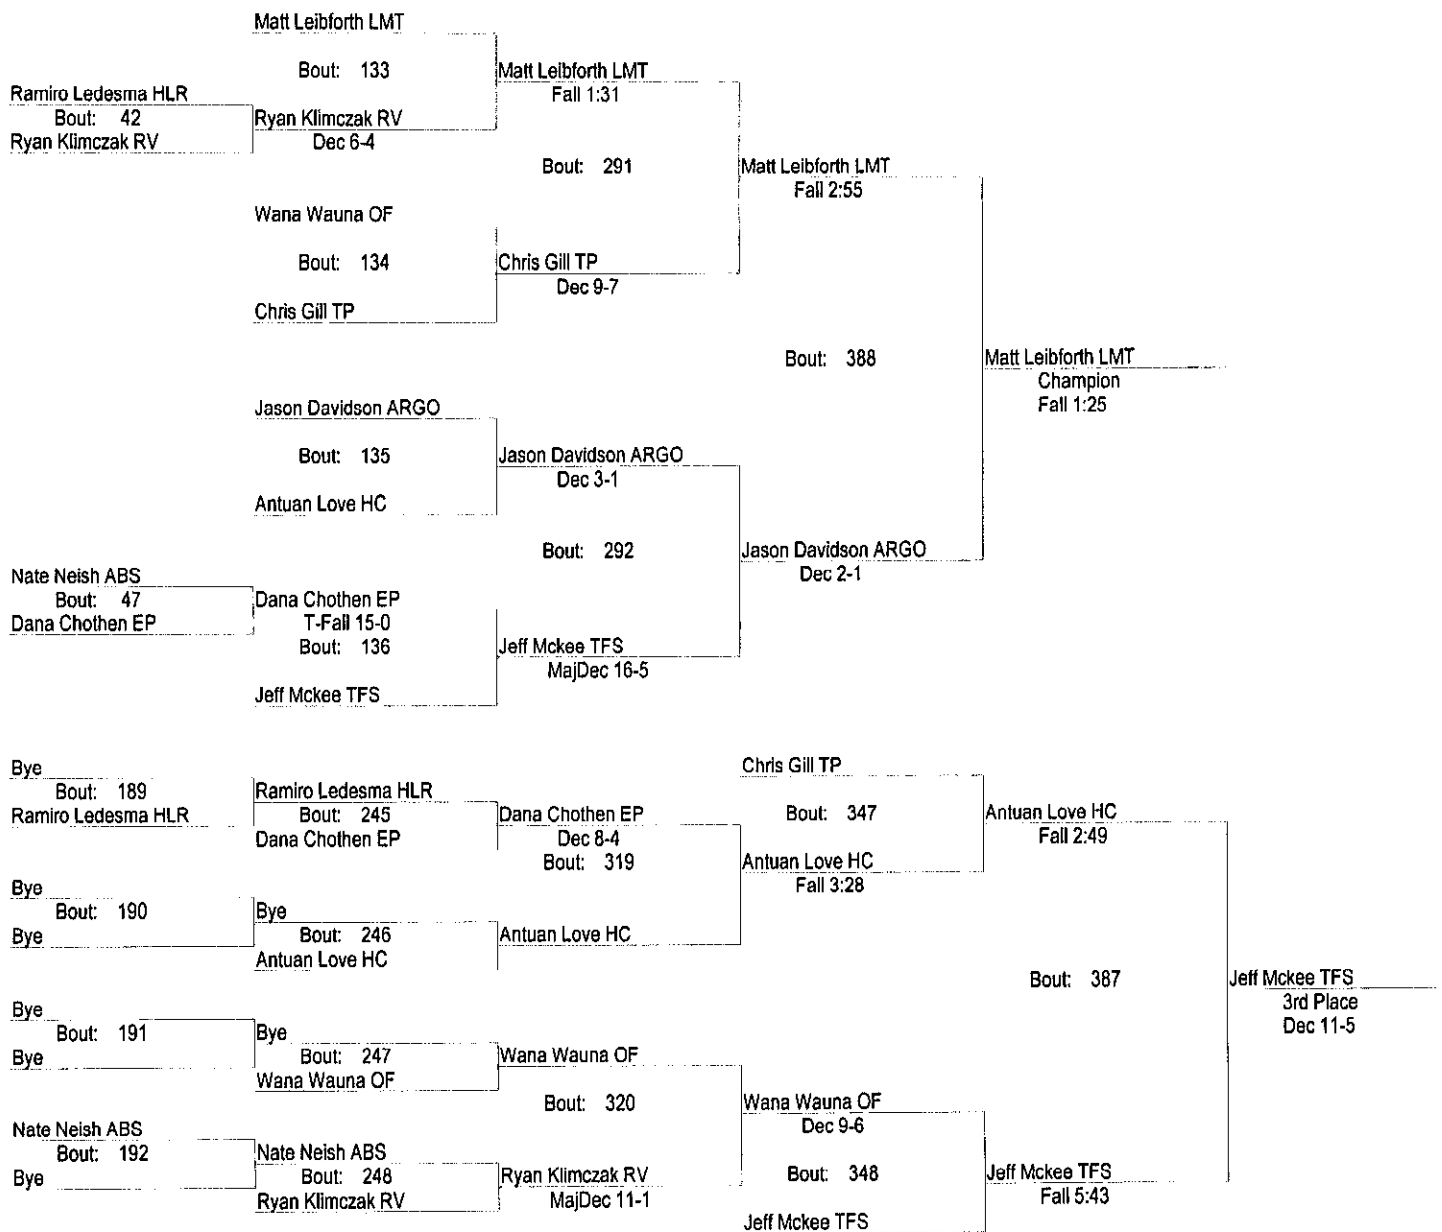 Matt Leibforth LMT
Bout: 133
Matt Leibforth LMT
Fall 1:31
Ramiro Ledesma HLR
Bout: 42
Ryan Klimczak RV
Ryan Klimczak RV
Dec 6-4
Bout: 291
Matt Leibforth LMT
Fall 2:55
Wana Wauna OF
Bout: 134
Chris Gill TP
Dec 9-7
Chris Gill TP
Bout: 388
Matt Leibforth LMT
Champion
Fall 1:25
Jason Davidson ARGO
Bout: 135
Jason Davidson ARGO
Dec 3-1
Antuan Love HC
Bout: 292
Jason Davidson ARGO
Dec 2-1
Nate Neish ABS
Bout: 47
Dana Chothen EP
Dana Chothen EP
T-Fall 15-0
Bout: 136
Jeff Mckee TFS
MajDec 16-5
Jeff Mckee TFS
Bye
Bout: 189
Ramiro Ledesma HLR
Ramiro Ledesma HLR
Bout: 245
Dana Chothen EP
Dana Chothen EP
Dec 8-4
Bout: 319
Chris Gill TP
Bout: 347
Antuan Love HC
Fall 3:28
Antuan Love HC
Fall 2:49
Bye
Bout: 190
Bye
Bye
Bout: 246
Antuan Love HC
Antuan Love HC
Bout: 387
Jeff Mckee TFS
3rd Place
Dec 11-5
Bye
Bout: 191
Bye
Bye
Bout: 247
Wana Wauna OF
Wana Wauna OF
Bout: 320
Wana Wauna OF
Dec 9-6
Nate Neish ABS
Bout: 192
Bye
Nate Neish ABS
Bout: 248
Ryan Klimczak RV
Ryan Klimczak RV
MajDec 11-1
Bout: 348
Jeff Mckee TFS
Jeff Mckee TFS
Fall 5:43